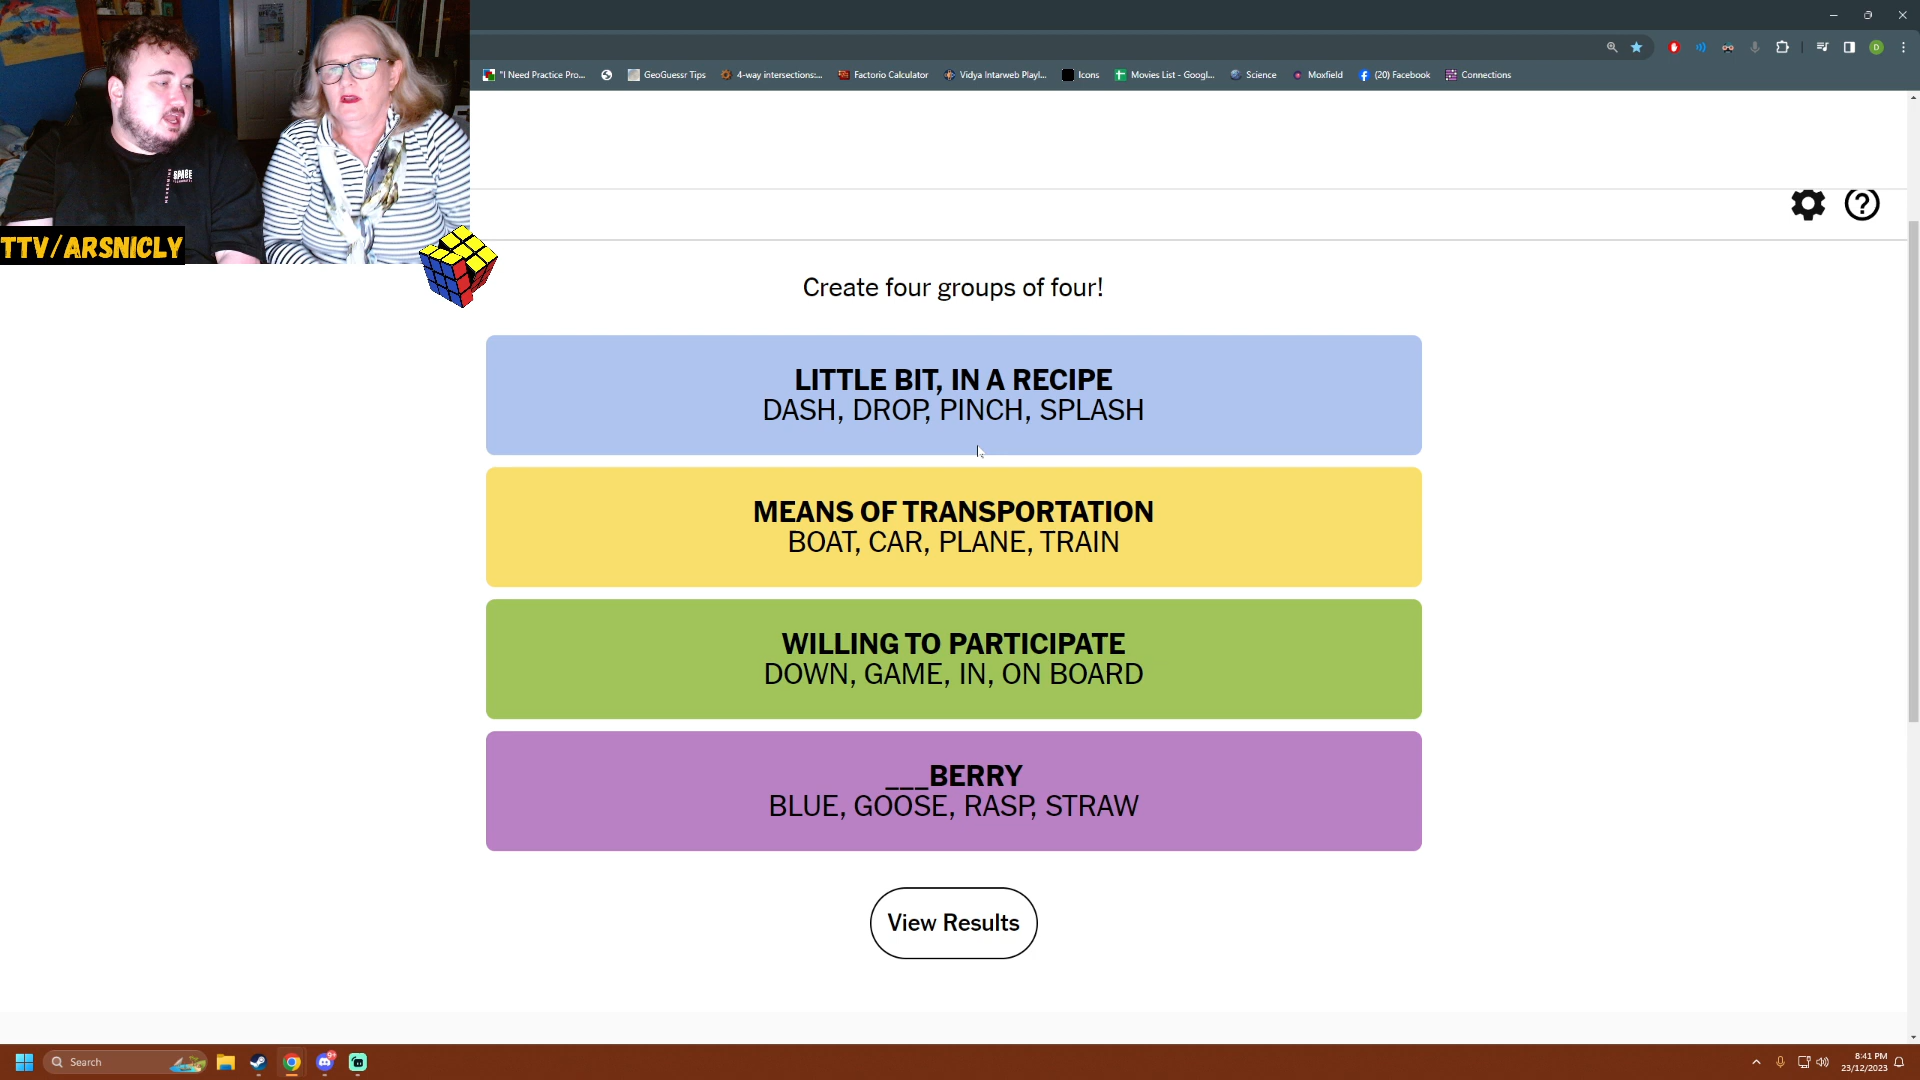 "I Need Practice Pro...
GeoGuessr Tips
4-way intersections:...
Factorio Calculator
Vidya Intarweb Playl...
Icons
Movies List - Googl...
Science
Moxfield
(20) Facebook
Connections
SPACE
TTV/ARSNICLY
Create four groups of four!
LITTLE BIT, IN A RECIPE
DASH, DROP, PINCH, SPLASH
MEANS OF TRANSPORTATION
BOAT, CAR, PLANE, TRAIN
WILLING TO PARTICIPATE
DOWN, GAME, IN, ON BOARD
___BERRY
BLUE, GOOSE, RASP, STRAW
View Results
Search
8:41 PM
23/12/2023